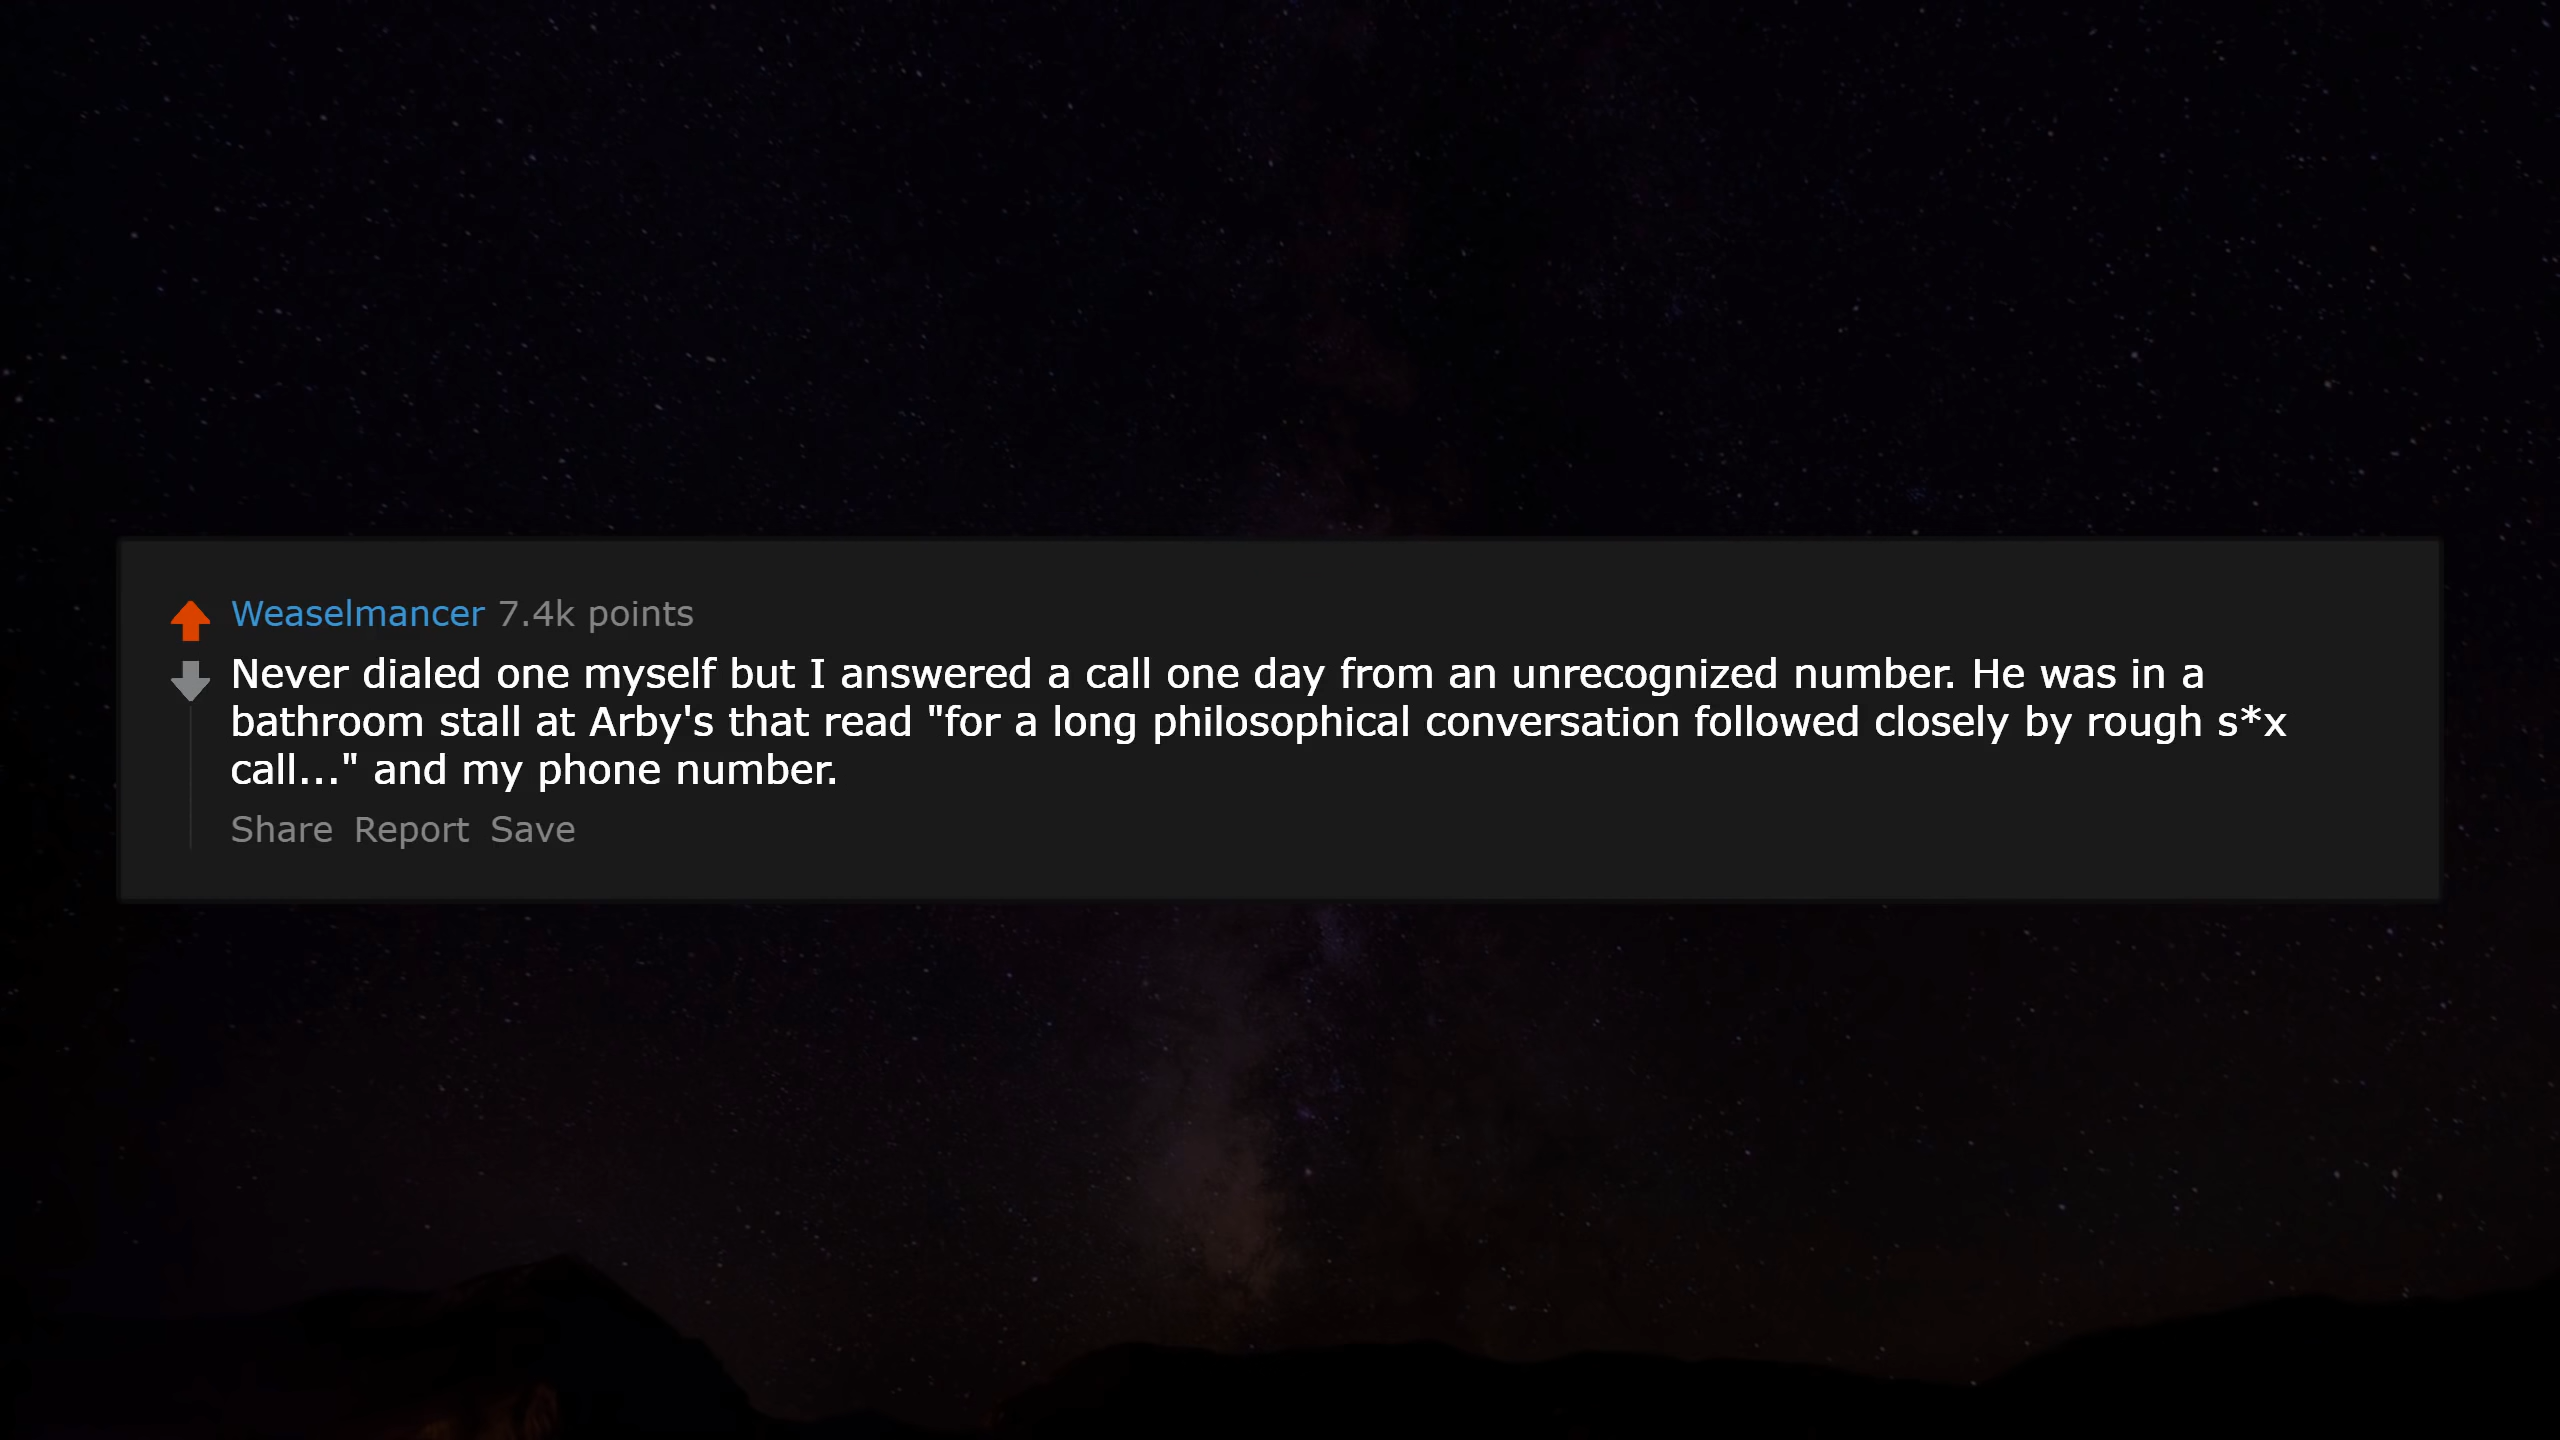 Weaselmancer 7.4k points
Never dialed one myself but I answered a call one day from an unrecognized number. He was in a
bathroom stall at Arby's that read "for a long philosophical conversation followed closely by rough s*x
call..." and my phone number.
Share Report Save